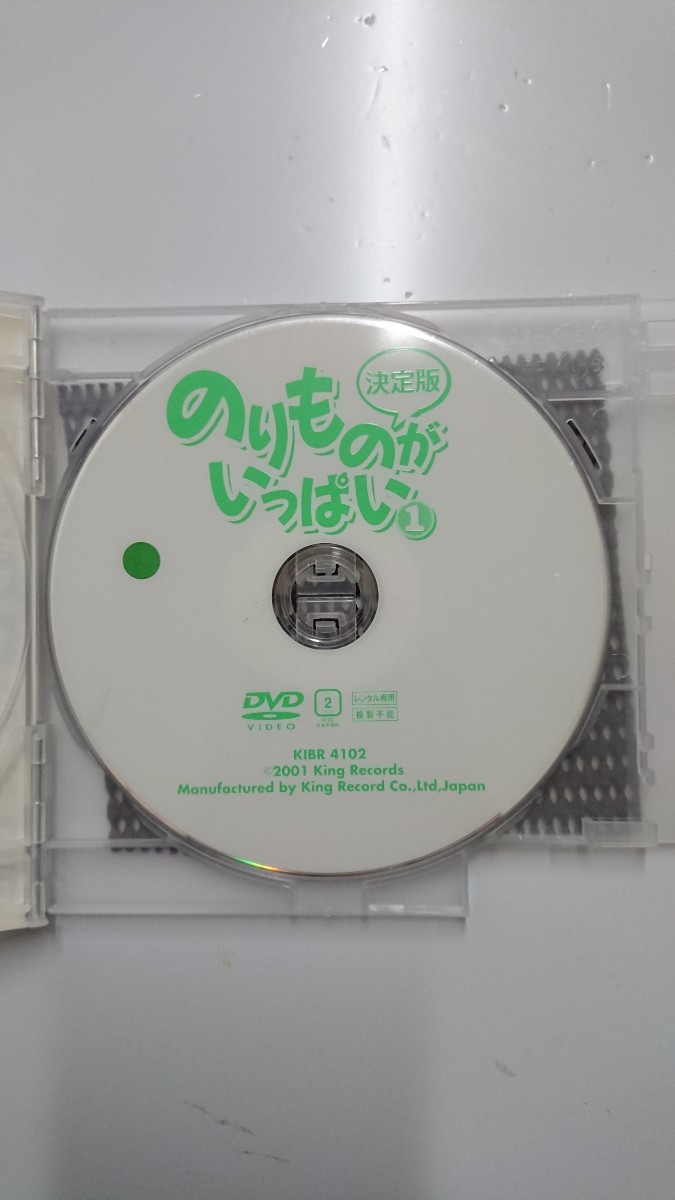 決定版
のりものが
いっぱい1
DVD
VIDEO
2
レンタル専用
複製不能
KIBR 4102
©2001 King Records
Manufactured by King Record Co.,Ltd,Japan